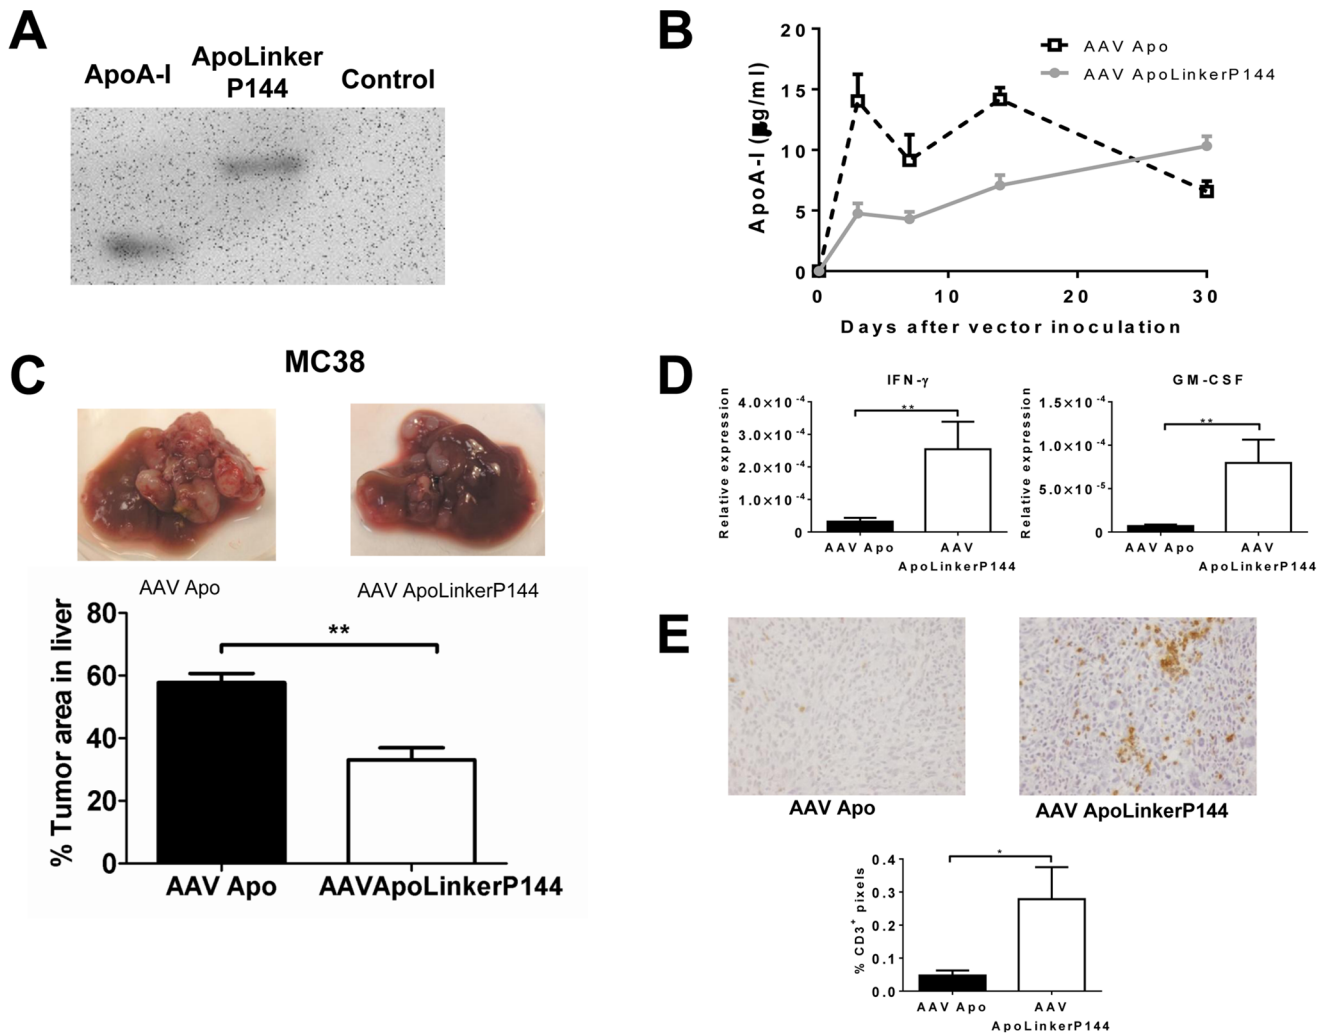 A
ApoA-I
ApoLinker
P144
Control
B
ApoA-I (µg/ml)
20
15
10
5
0
0
10
20
30
Days after vector inoculation
AAV Apo
AAV ApoLinkerP144
C
MC38
AAV Apo
AAV ApoLinkerP144
% Tumor area in liver
80
60
40
20
0
**
AAV Apo
AAVApoLinkerP144
D
IFN-γ
Relative expression
4.0×10⁻⁴
3.0×10⁻⁴
2.0×10⁻⁴
1.0×10⁻⁴
0
**
AAV Apo
AAV
ApoLinkerP144
GM-CSF
Relative expression
1.5×10⁻⁴
1.0×10⁻⁴
5.0×10⁻⁵
0
**
AAV Apo
AAV
ApoLinkerP144
E
AAV Apo
AAV ApoLinkerP144
% CD3⁺ pixels
0.4
0.3
0.2
0.1
0.0
*
AAV Apo
AAV
ApoLinkerP144